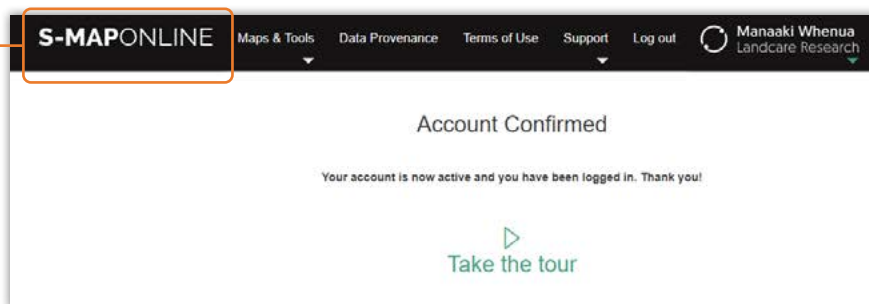 S-MAPONLINE Maps & Tools Data Provenance Terms of Use Support Log out Manaaki Whenua
Landcare Research
Account Confirmed
Your account is now active and you have been logged in. Thank you!
Take the tour